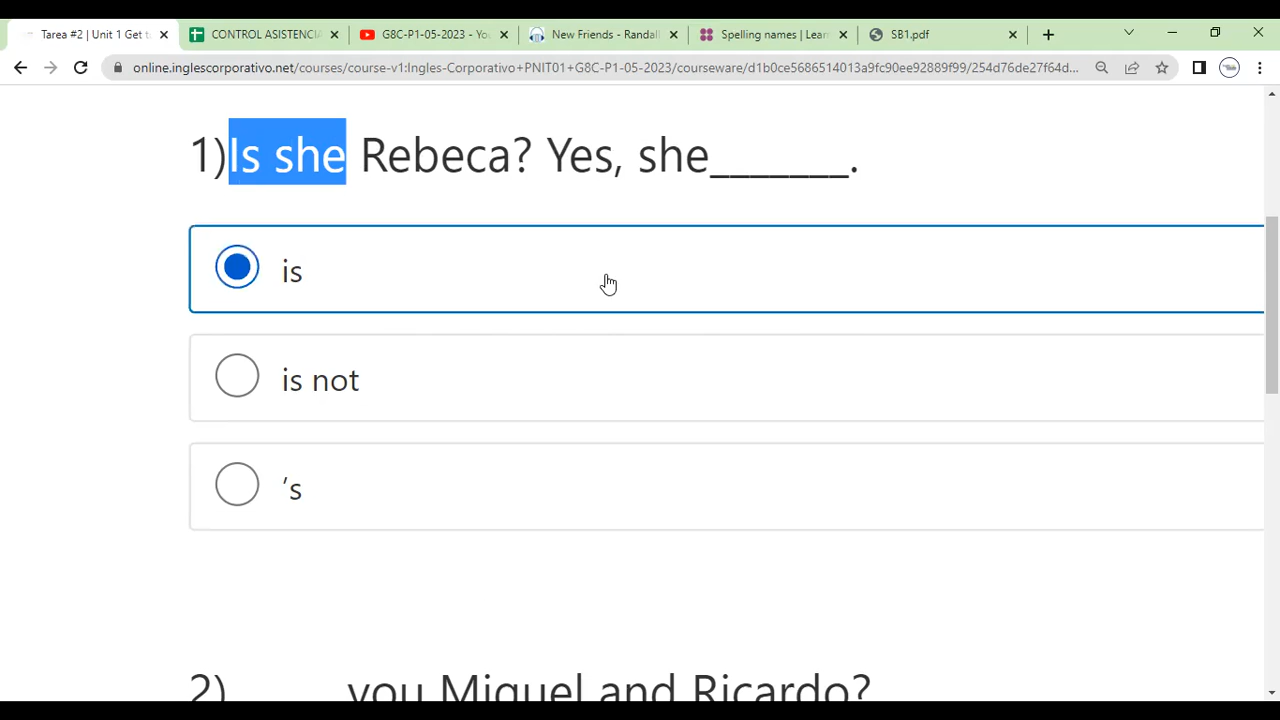 Tarea #2 | Unit 1 Get t
CONTROL ASISTENCIA
G8C-P1-05-2023 - Yo
New Friends - Randall
Spelling names | Lear
SB1.pdf
online.inglescorporativo.net/courses/course-v1:Ingles-Corporativo+PNIT01+G8C-P1-05-2023/courseware/d1b0ce5686514013a9fc90ee92889f99/254d76de27f64d...
1)Is she Rebeca? Yes, she_______.
is
is not
’s
2)_____you Miguel and Ricardo?